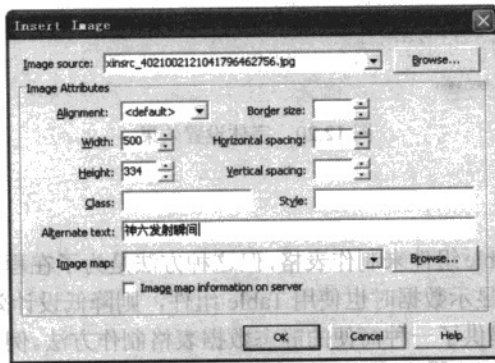 Insert Image
Image source: xinsrc_4021002121041796462756.jpg Browse...
Image Attributes
Alignment: <default> Border size:
Width: 500 Horizontal spacing:
Height: 334 Vertical spacing:
Class: Style:
Alternate text: 神六发射瞬间
Image map: Browse...
Image map information on server
OK Cancel Help